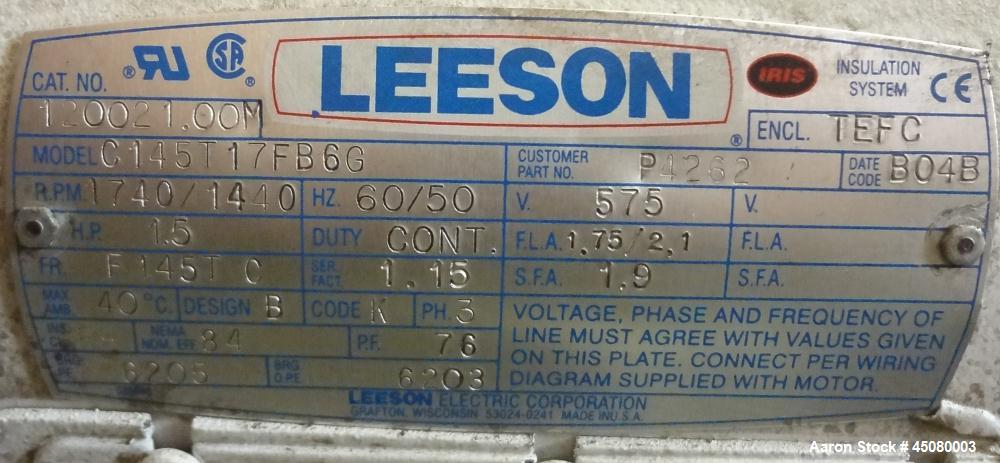 LEESON
IRIS
INSULATION SYSTEM
CE
CAT. NO.
120021.00M
ENCL. TEFC
MODEL C145T17FB6G
CUSTOMER PART NO. P4262 /
DATE CODE B04B
R.P.M. 1740/1440 HZ. 60/50 V. 575 V.
H.P. 1.5 DUTY CONT. F.L.A. 1.75/2.1 F.L.A.
FR. F145T C SER. FACT. 1.15 S.F.A. 1.9 S.F.A.
MAX. AMB. 40°C DESIGN B CODE K PH. 3
NEMA NOM. EFF 84 P.F. 76
6205 BRG O.PE 6203
VOLTAGE, PHASE AND FREQUENCY OF
LINE MUST AGREE WITH VALUES GIVEN
ON THIS PLATE. CONNECT PER WIRING
DIAGRAM SUPPLIED WITH MOTOR.
LEESON ELECTRIC CORPORATION
GRAFTON, WISCONSIN 53024-0241 MADE IN U.S.A.
Aaron Stock # 45080003